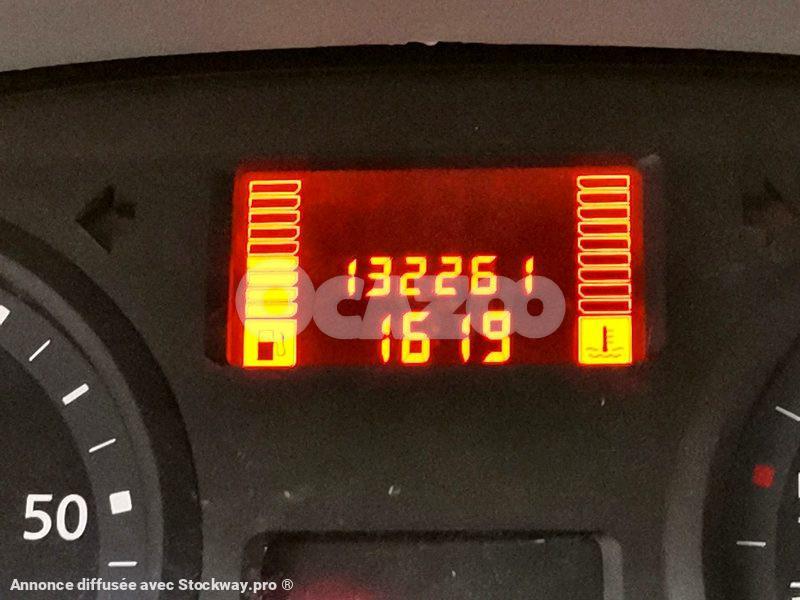 132261
OCAZOO
1619
50
Annonce diffusée avec Stockway.pro ®